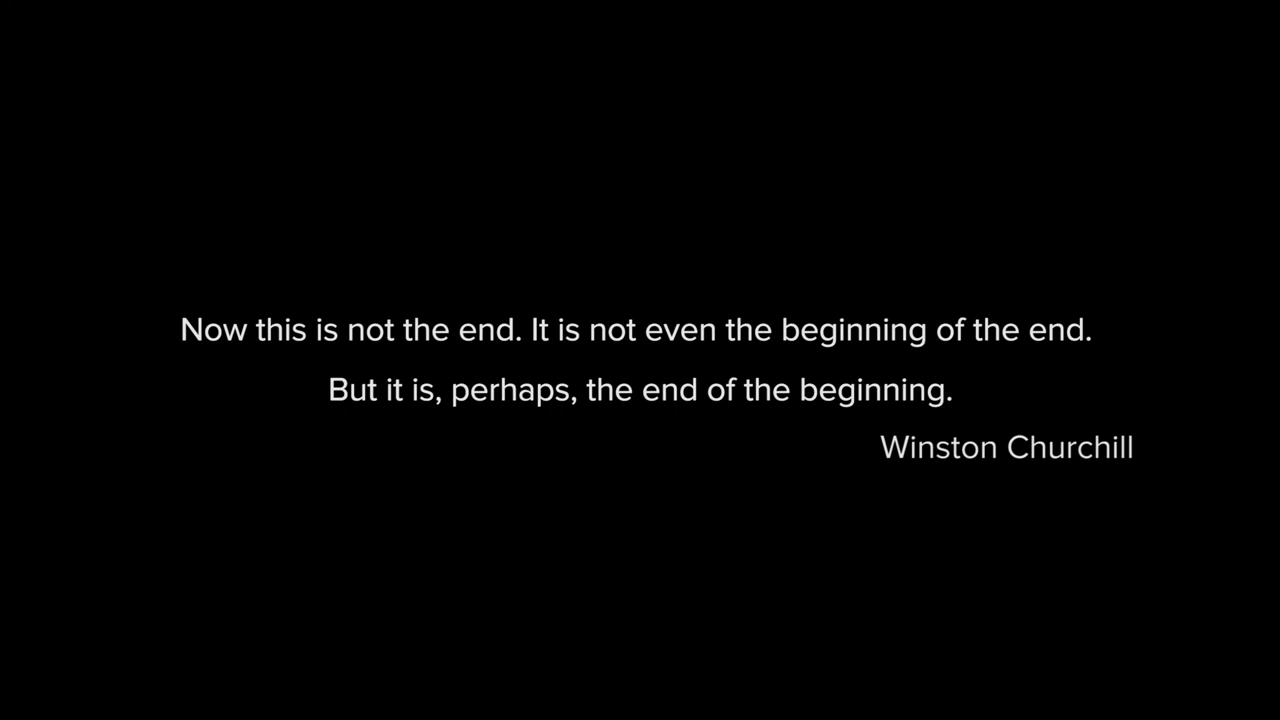 Now this is not the end. It is not even the beginning of the end.
But it is, perhaps, the end of the beginning.
Winston Churchill